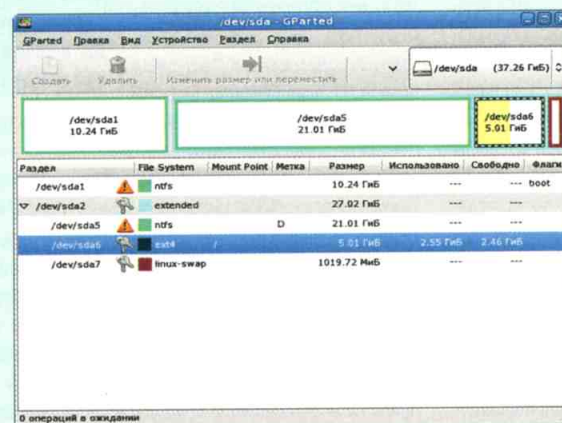 /dev/sda - GParted
GParted Правка Вид Устройство Раздел Справка
Создать Удалить Изменить размер или переместить /dev/sda (37.26 ГиБ)
/dev/sda1 /dev/sda5 /dev/sda6
10.24 ГиБ 21.01 ГиБ 5.01 ГиБ
Раздел File System Mount Point Метка Размер Использовано Свободно Флаги
/dev/sda1 ntfs 10.24 ГиБ --- --- boot
/dev/sda2 extended 27.02 ГиБ --- ---
/dev/sda5 ntfs D 21.01 ГиБ --- ---
/dev/sda6 ext4 / 5.01 ГиБ 2.55 ГиБ 2.46 ГиБ
/dev/sda7 linux-swap 1019.72 МиБ --- ---
0 операций в ожидании